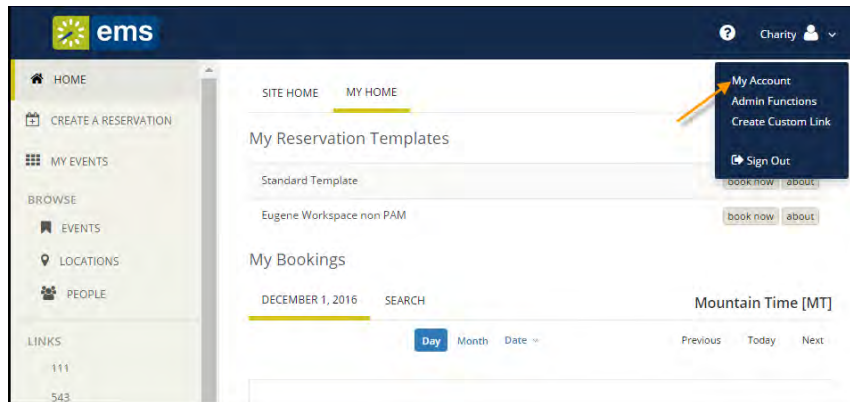 ems
Charity
HOME
CREATE A RESERVATION
MY EVENTS
BROWSE
EVENTS
LOCATIONS
PEOPLE
LINKS
111
543
SITE HOME MY HOME
My Account
Admin Functions
Create Custom Link
Sign Out
My Reservation Templates
Standard Template book now about
Eugene Workspace non PAM book now about
My Bookings
DECEMBER 1, 2016 SEARCH Mountain Time [MT]
Day Month Date Previous Today Next